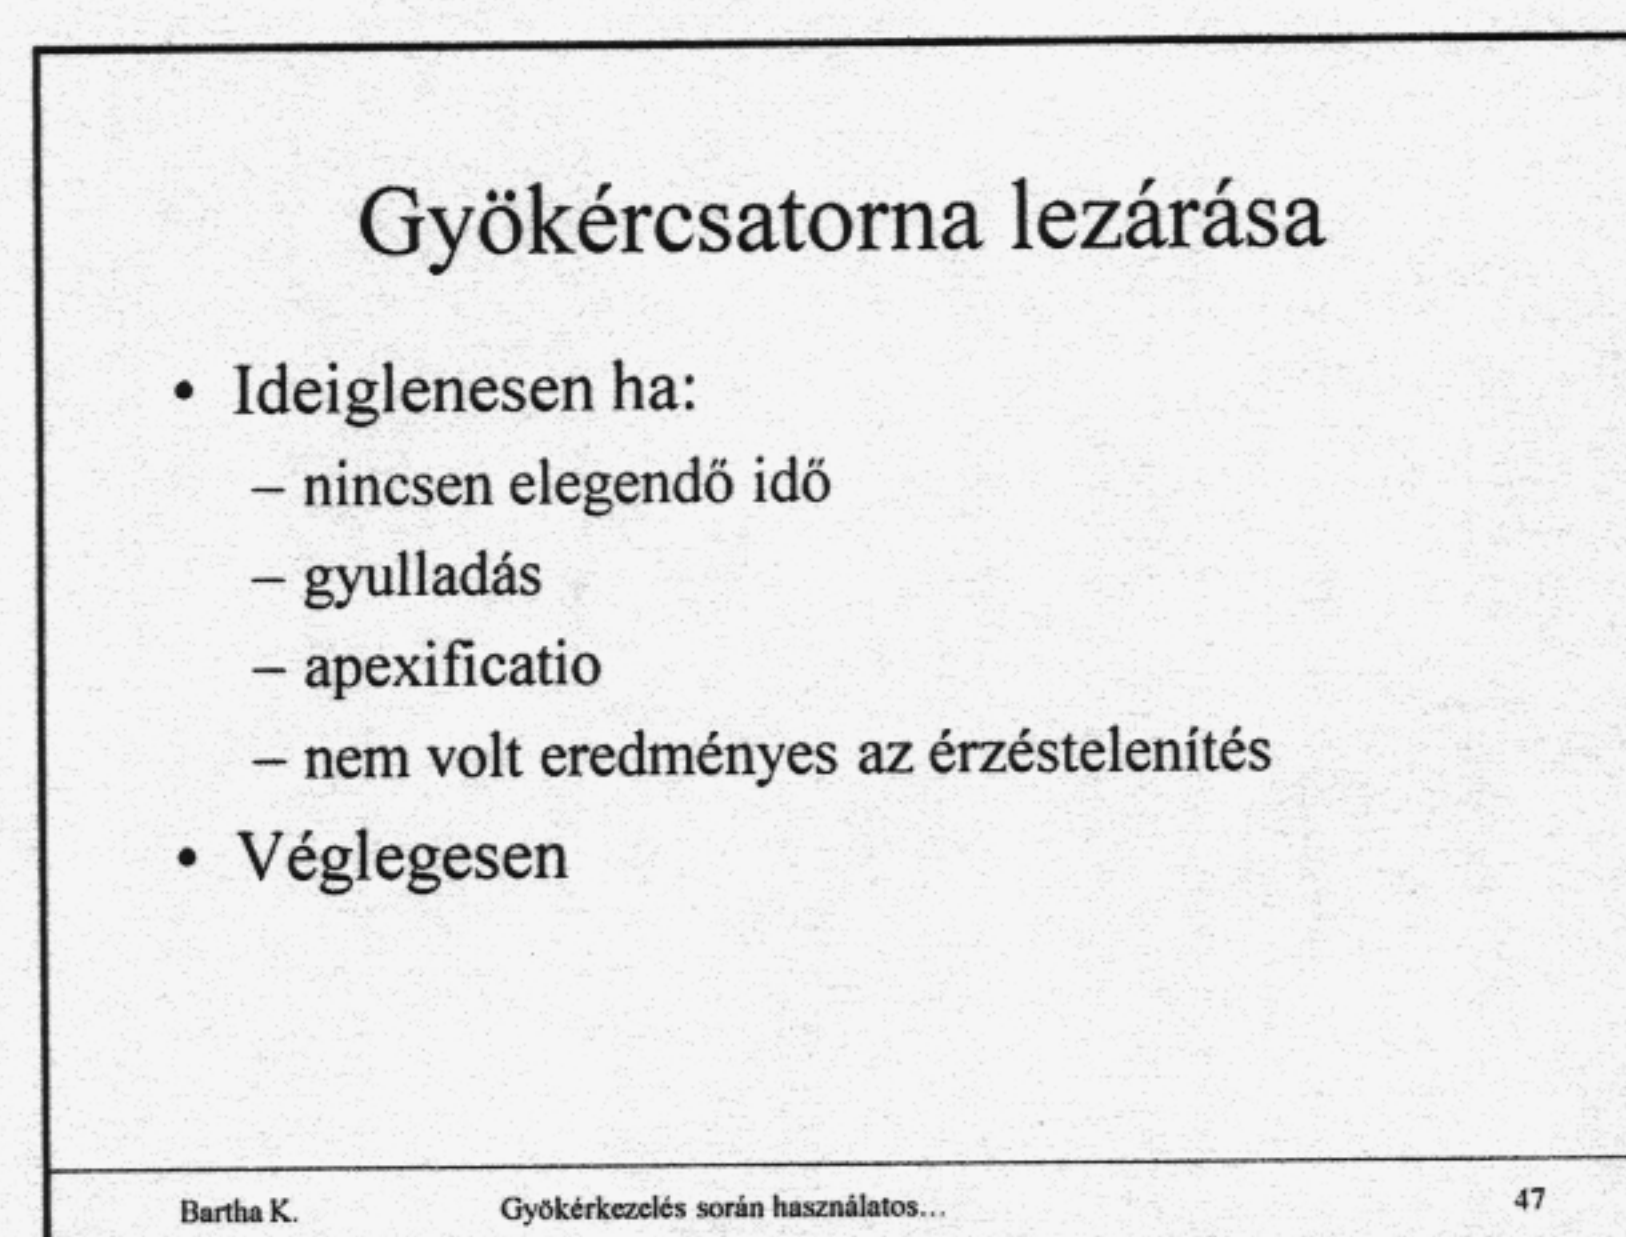 Gyökércsatorna lezárása
• Ideiglenesen ha:
– nincsen elegendő idő
– gyulladás
– apexificatio
– nem volt eredményes az érzéstelenítés
• Véglegesen
Bartha K. Gyökérkezelés során használatos... 47